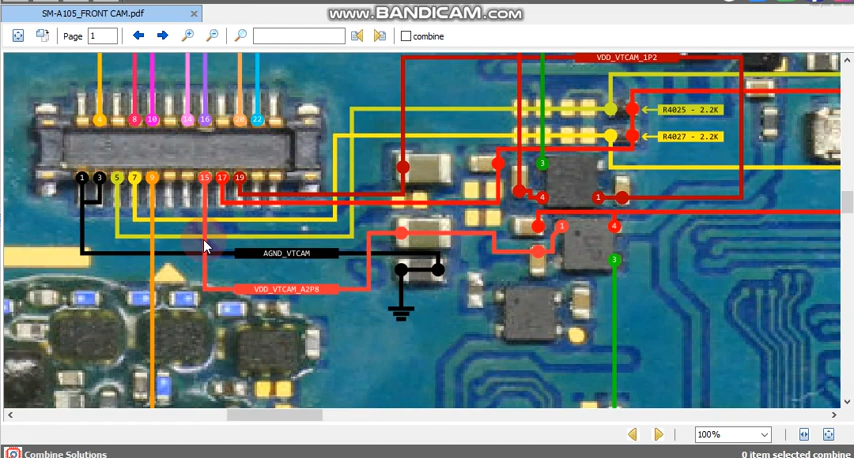 SM-A105_FRONT CAM.pdf
www.BANDICAM.com
Page 1
combine
VDD_VTCAM_1P2
6 8 10 14 16 20 22
R4025 - 2.2K
R4027 - 2.2K
3
1 3 5 7 9 15 17 19
4 1
1 4
AGND_VTCAM
3
VDD_VTCAM_A2P8
100%
Combine Solutions
0 item selected combine